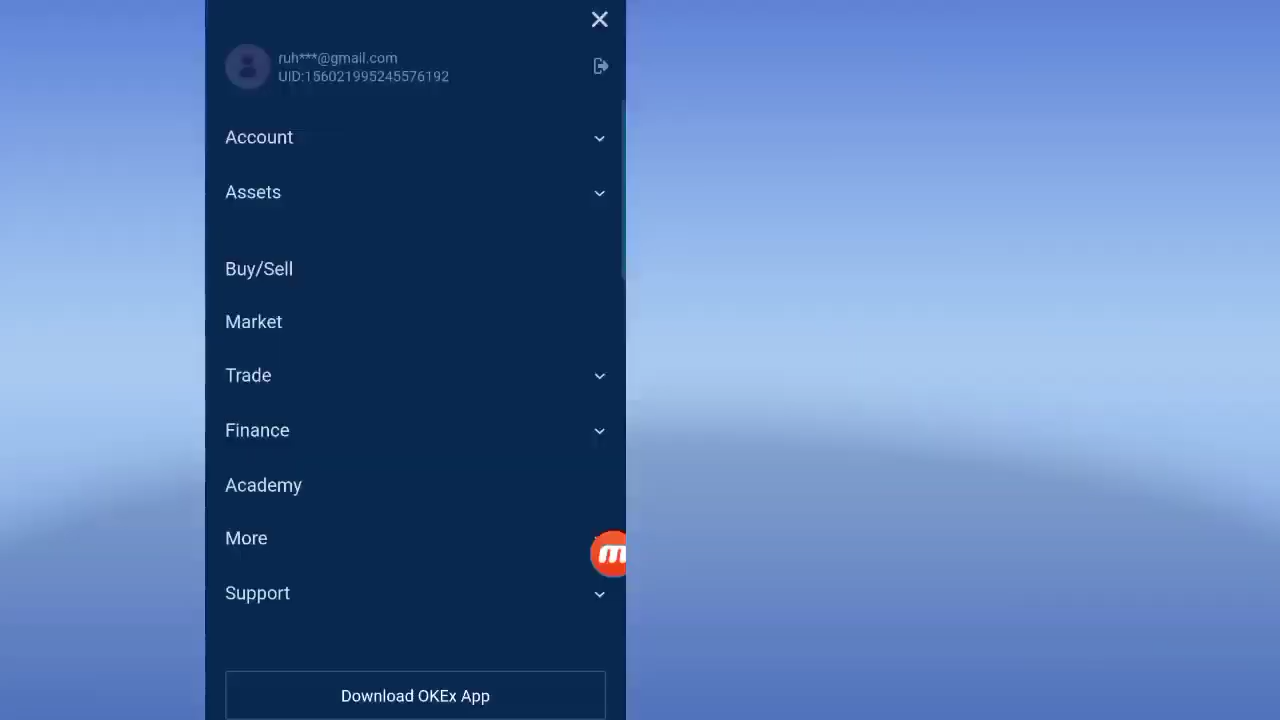 ruh***@gmail.com
UID:156021995245576192
Account
Assets
Buy/Sell
Market
Trade
Finance
Academy
More
Support
Download OKEx App